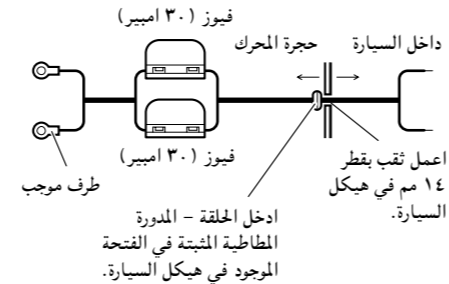 فيوز (٣٠ امبير)
داخل السيارة
حجرة المحرك
فيوز (٣٠ امبير)
طرف موجب
اعمل ثقب بقطر
١٤ مم في هيكل
السيارة.
ادخل الحلقة – المدورة
المطاطية المثبتة في الفتحة
الموجود في هيكل السيارة.